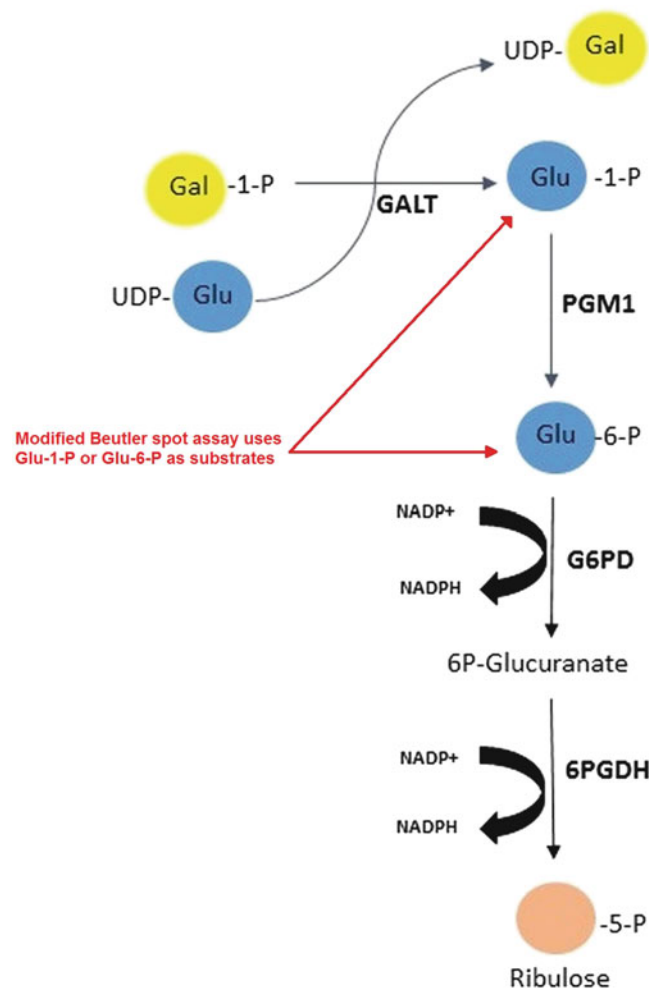 UDP- Gal
Gal -1-P
Glu -1-P
GALT
UDP- Glu
PGM1
Modified Beutler spot assay uses
Glu-1-P or Glu-6-P as substrates
Glu -6-P
NADP+
G6PD
NADPH
6P-Glucuranate
NADP+
6PGDH
NADPH
-5-P
Ribulose